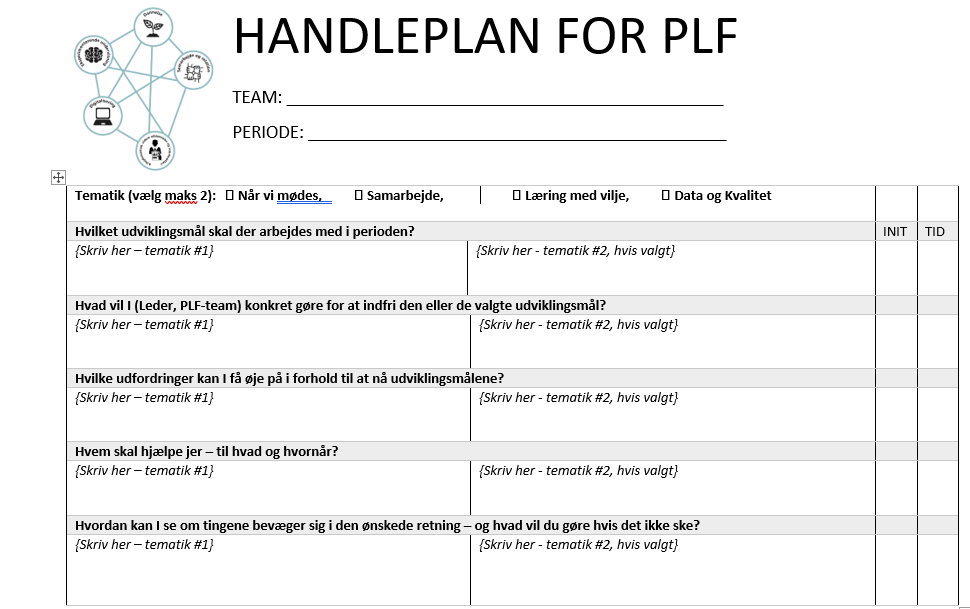 Dannelse
Digitalisering
HANDLEPLAN FOR PLF
TEAM:
PERIODE:
Tematik (vælg maks 2): Når vi mødes, Samarbejde, Læring med vilje, Data og Kvalitet
Hvilket udviklingsmål skal der arbejdes med i perioden? INIT TID
{Skriv her – tematik #1} {Skriv her - tematik #2, hvis valgt}
Hvad vil I (Leder, PLF-team) konkret gøre for at indfri den eller de valgte udviklingsmål?
{Skriv her – tematik #1} {Skriv her - tematik #2, hvis valgt}
Hvilke udfordringer kan I få øje på i forhold til at nå udviklingsmålene?
{Skriv her – tematik #1} {Skriv her - tematik #2, hvis valgt}
Hvem skal hjælpe jer – til hvad og hvornår?
{Skriv her – tematik #1} {Skriv her - tematik #2, hvis valgt}
Hvordan kan I se om tingene bevæger sig i den ønskede retning – og hvad vil du gøre hvis det ikke ske?
{Skriv her – tematik #1} {Skriv her - tematik #2, hvis valgt}